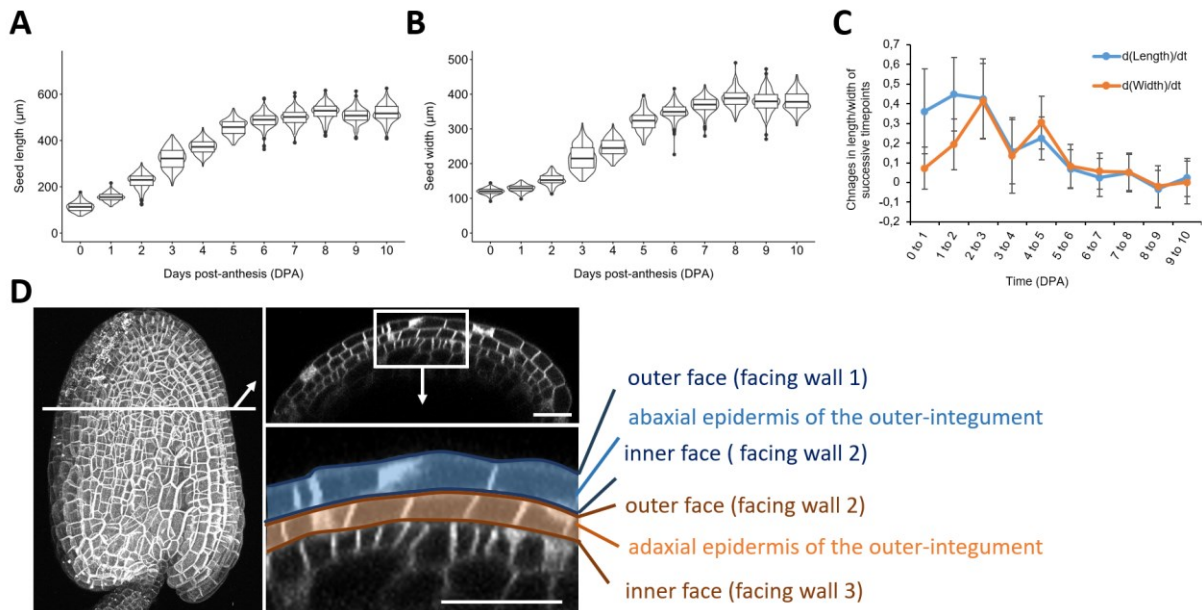 A
Seed length (µm)
600
400
200
0
0 1 2 3 4 5 6 7 8 9 10
Days post-anthesis (DPA)
B
Seed width (µm)
500
400
300
200
100
0
0 1 2 3 4 5 6 7 8 9 10
Days post-anthesis (DPA)
C
Chnages in length/width of
successive timepoints
0,8
0,7
0,6
0,5
0,4
0,3
0,2
0,1
0
-0,1
-0,2
d(Length)/dt
d(Width)/dt
0 to 1
1 to 2
2 to 3
3 to 4
4 to 5
5 to 6
6 to 7
7 to 8
8 to 9
9 to 10
Time (DPA)
D
outer face (facing wall 1)
abaxial epidermis of the outer-integument
inner face ( facing wall 2)
outer face (facing wall 2)
adaxial epidermis of the outer-integument
inner face (facing wall 3)